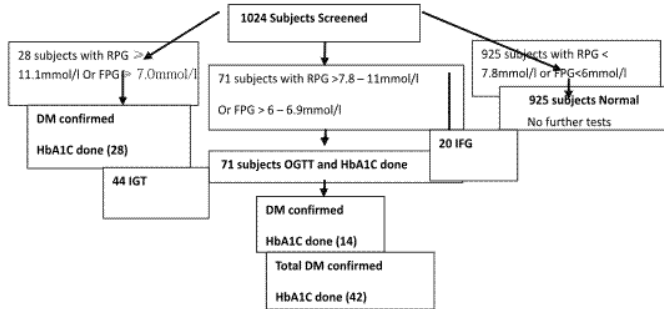 1024 Subjects Screened
28 subjects with RPG ⩾
11.1mmol/l Or FPG⩾ 7.0mmol/l
71 subjects with RPG >7.8 – 11mmol/l
Or FPG > 6 – 6.9mmol/l
925 subjects with RPG <
7.8mmol/l or FPG<6mmol/l
DM confirmed
HbA1C done (28)
925 subjects Normal
No further tests
20 IFG
71 subjects OGTT and HbA1C done
44 IGT
DM confirmed
HbA1C done (14)
Total DM confirmed
HbA1C done (42)